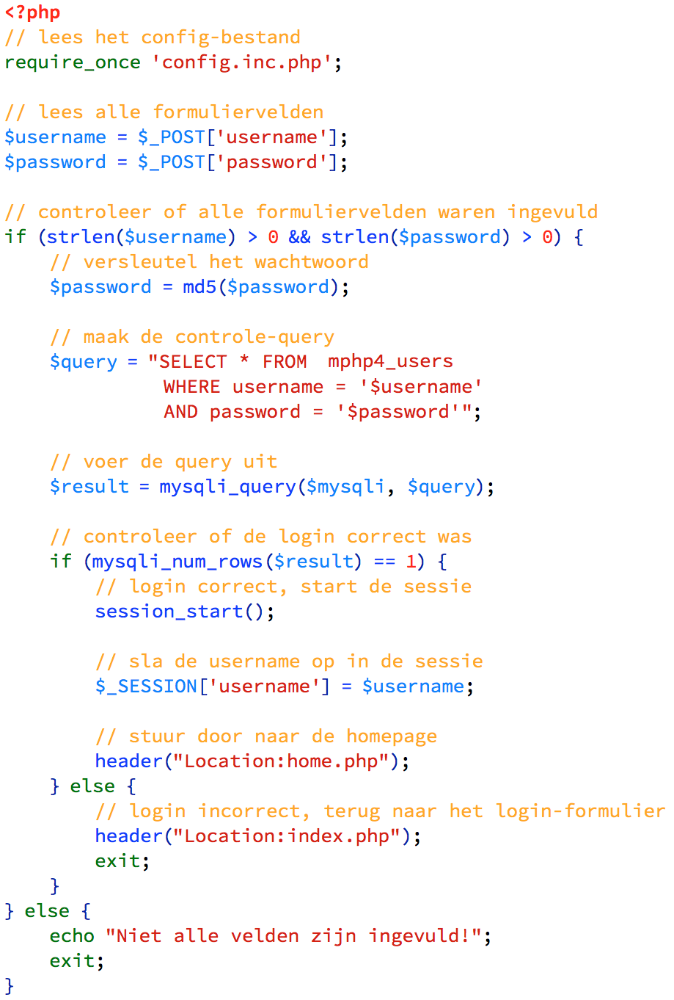 <?php
// lees het config-bestand
require_once 'config.inc.php';

// lees alle formuliervelden
$username = $_POST['username'];
$password = $_POST['password'];

// controleer of alle formuliervelden waren ingevuld
if (strlen($username) > 0 && strlen($password) > 0) {
    // versleutel het wachtwoord
    $password = md5($password);

    // maak de controle-query
    $query = "SELECT * FROM  mphp4_users
              WHERE username = '$username'
              AND password = '$password'";

    // voer de query uit
    $result = mysqli_query($mysqli, $query);

    // controleer of de login correct was
    if (mysqli_num_rows($result) == 1) {
        // login correct, start de sessie
        session_start();

        // sla de username op in de sessie
        $_SESSION['username'] = $username;

        // stuur door naar de homepage
        header("Location:home.php");
    } else {
        // login incorrect, terug naar het login-formulier
        header("Location:index.php");
        exit;
    }
} else {
    echo "Niet alle velden zijn ingevuld!";
    exit;
}